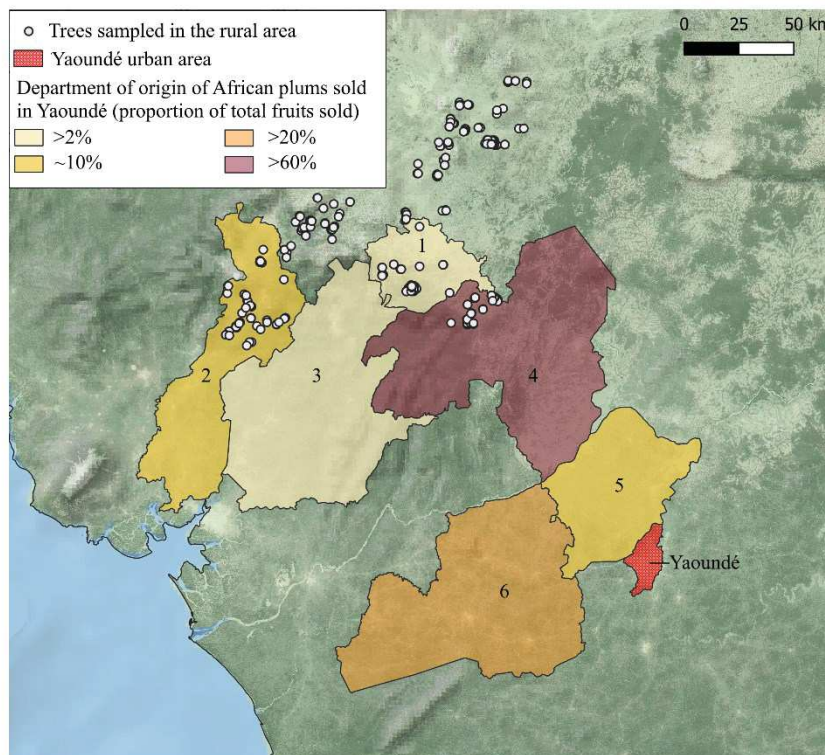 Trees sampled in the rural area
Yaoundé urban area
Department of origin of African plums sold
in Yaoundé (proportion of total fruits sold)
>2% >20%
~10% >60%
0 25 50 km
1
2
3
4
5
6
Yaoundé